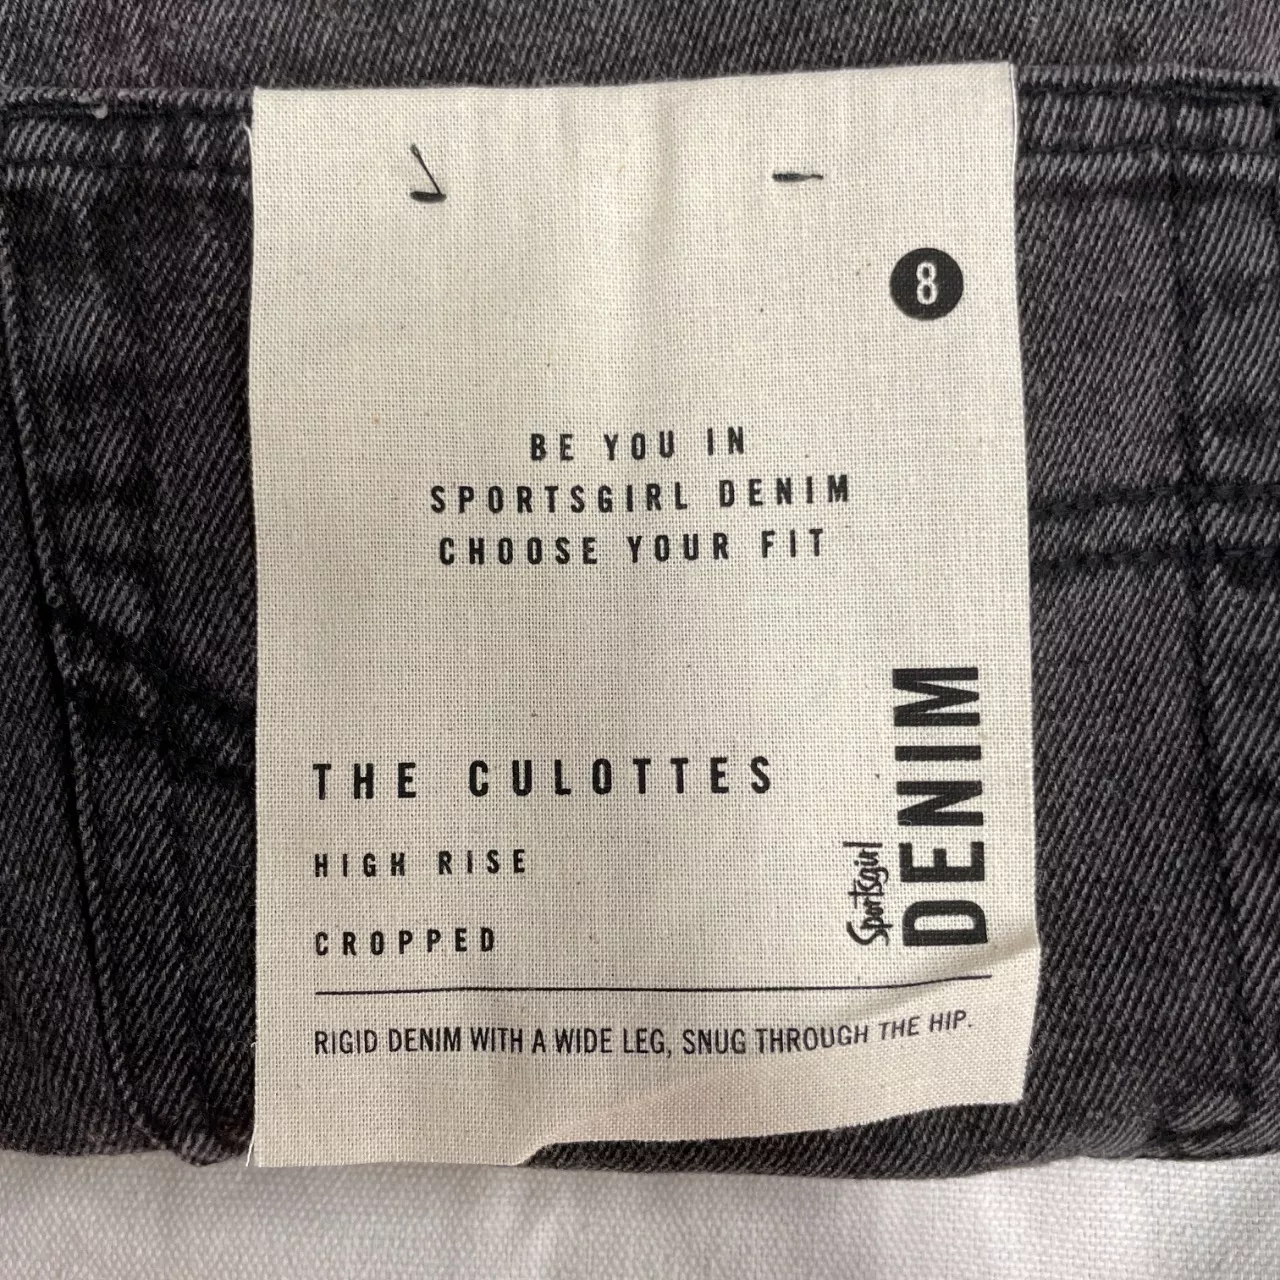 8
BE YOU IN
SPORTSGIRL DENIM
CHOOSE YOUR FIT
THE CULOTTES
HIGH RISE
CROPPED
Sportsgirl
DENIM
RIGID DENIM WITH A WIDE LEG, SNUG THROUGH THE HIP.